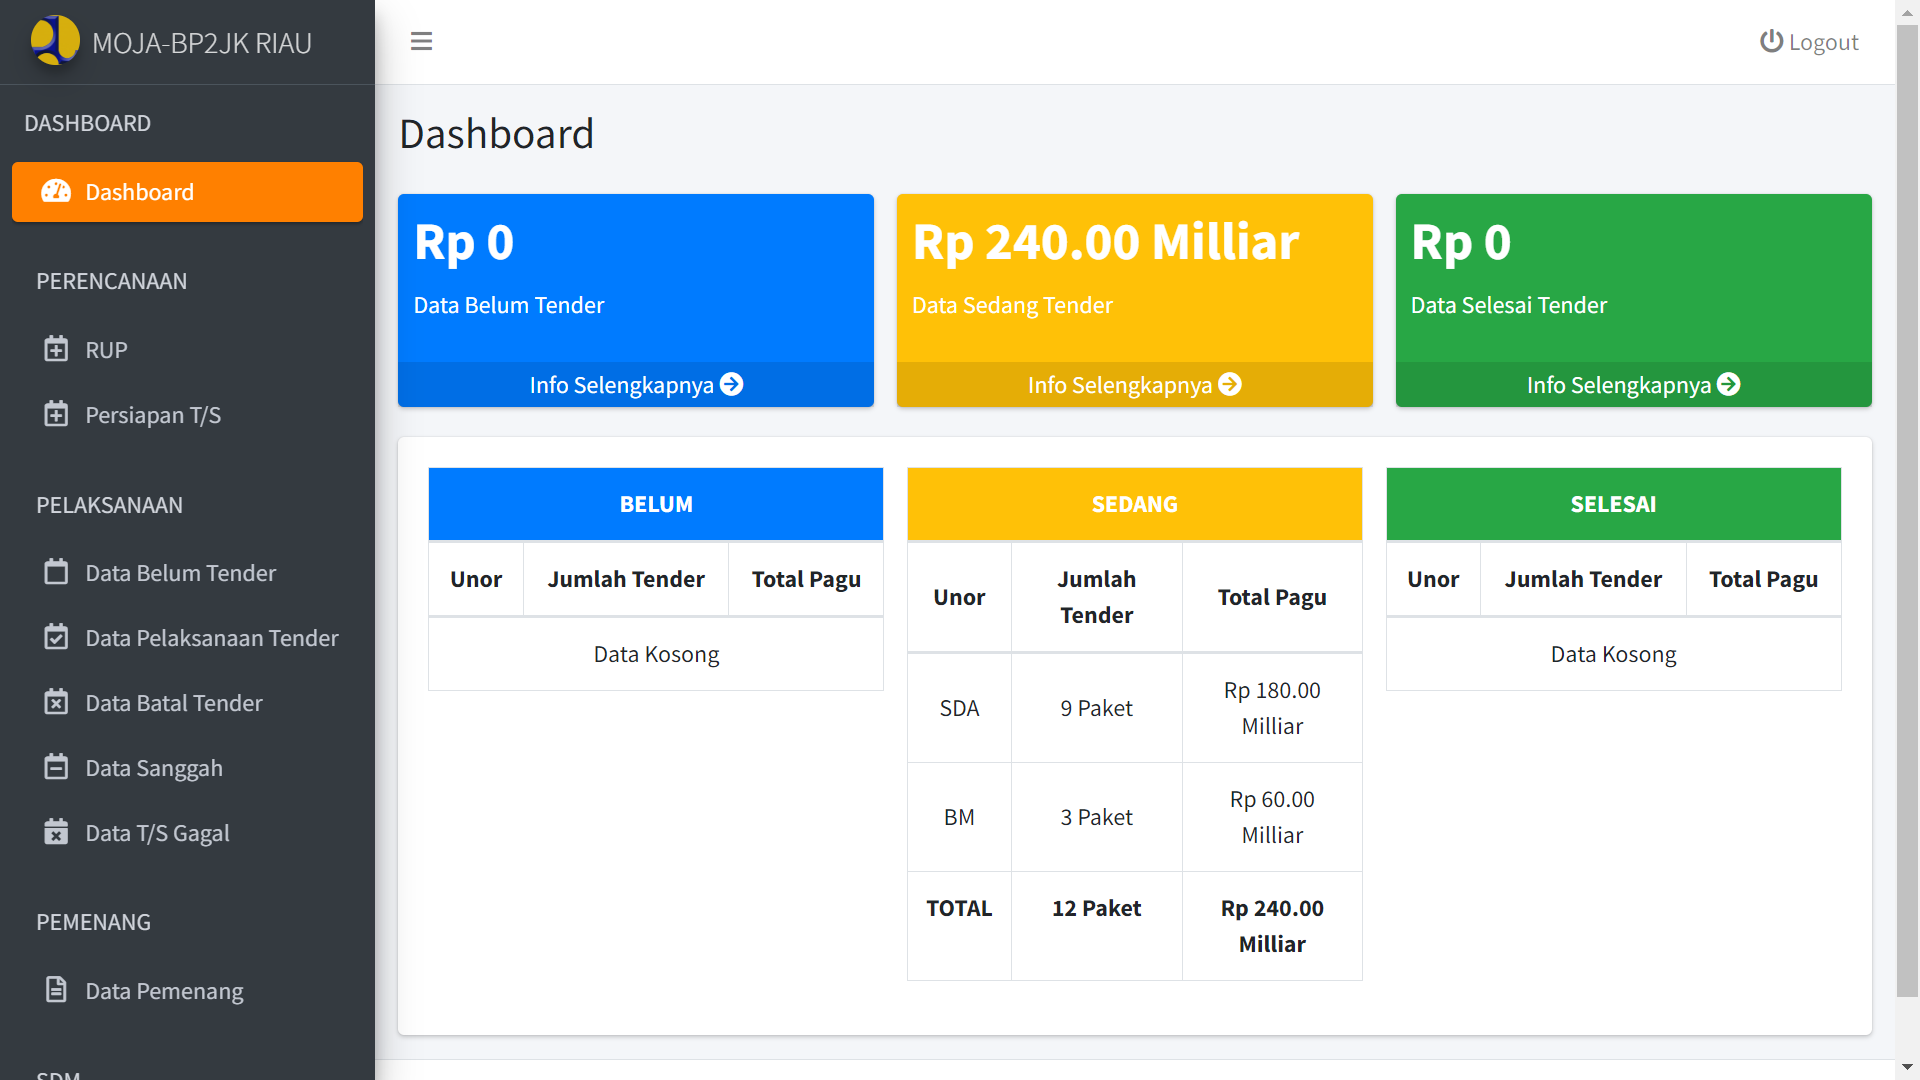 MOJA-BP2JK RIAU
Logout
DASHBOARD
Dashboard
PERENCANAAN
RUP
Persiapan T/S
PELAKSANAAN
Data Belum Tender
Data Pelaksanaan Tender
Data Batal Tender
Data Sanggah
Data T/S Gagal
PEMENANG
Data Pemenang
SDM
Dashboard
Rp 0
Data Belum Tender
Info Selengkapnya
Rp 240.00 Milliar
Data Sedang Tender
Info Selengkapnya
Rp 0
Data Selesai Tender
Info Selengkapnya
BELUM
Unor Jumlah Tender Total Pagu
Data Kosong
SEDANG
Unor Jumlah Tender Total Pagu
SDA 9 Paket Rp 180.00 Milliar
BM 3 Paket Rp 60.00 Milliar
TOTAL 12 Paket Rp 240.00 Milliar
SELESAI
Unor Jumlah Tender Total Pagu
Data Kosong